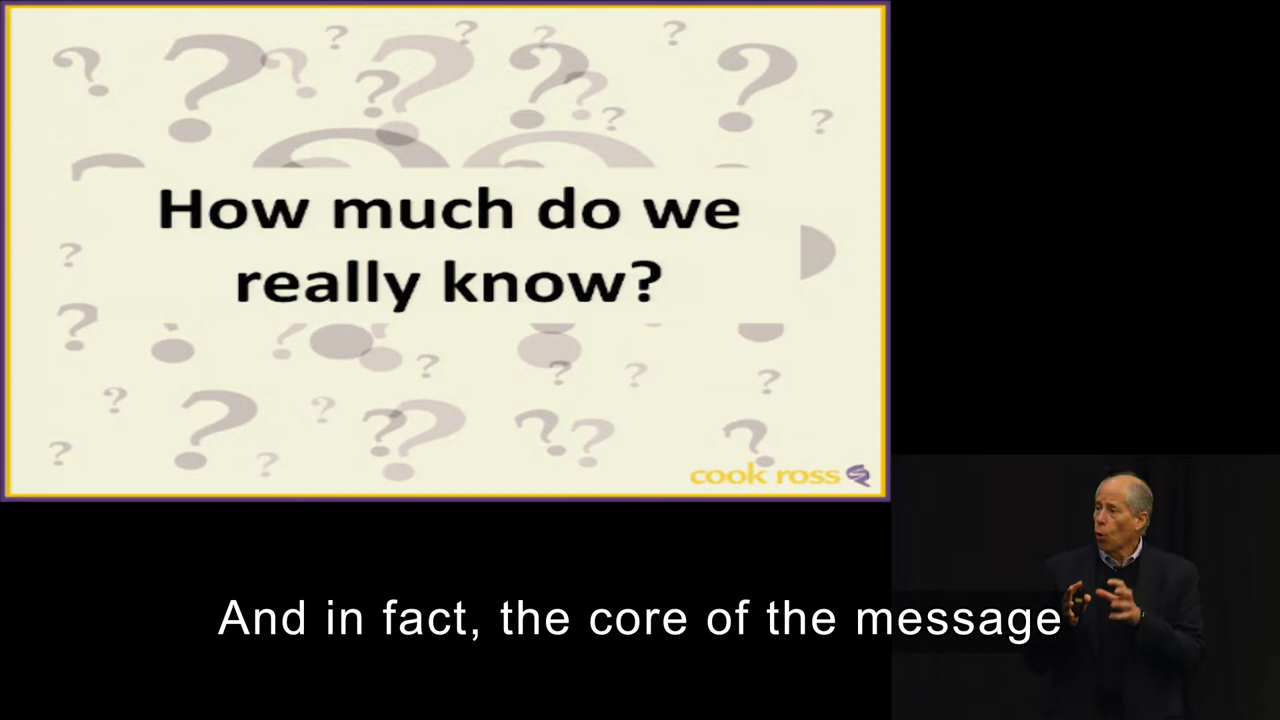 How much do we
really know?
cook ross
And in fact, the core of the message